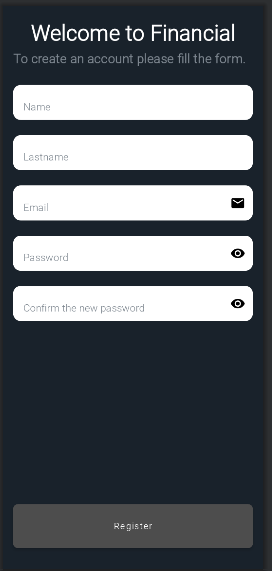 Welcome to Financial
To create an account please fill the form.
Name
Lastname
Email
Password
Confirm the new password
Register